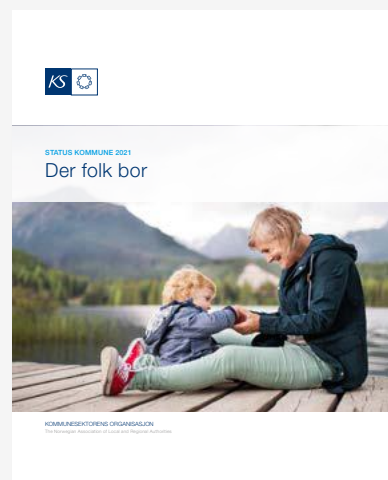 KS
STATUS KOMMUNE 2021
Der folk bor
KOMMUNESEKTORENS ORGANISASJON
The Norwegian Association of Local and Regional Authorities